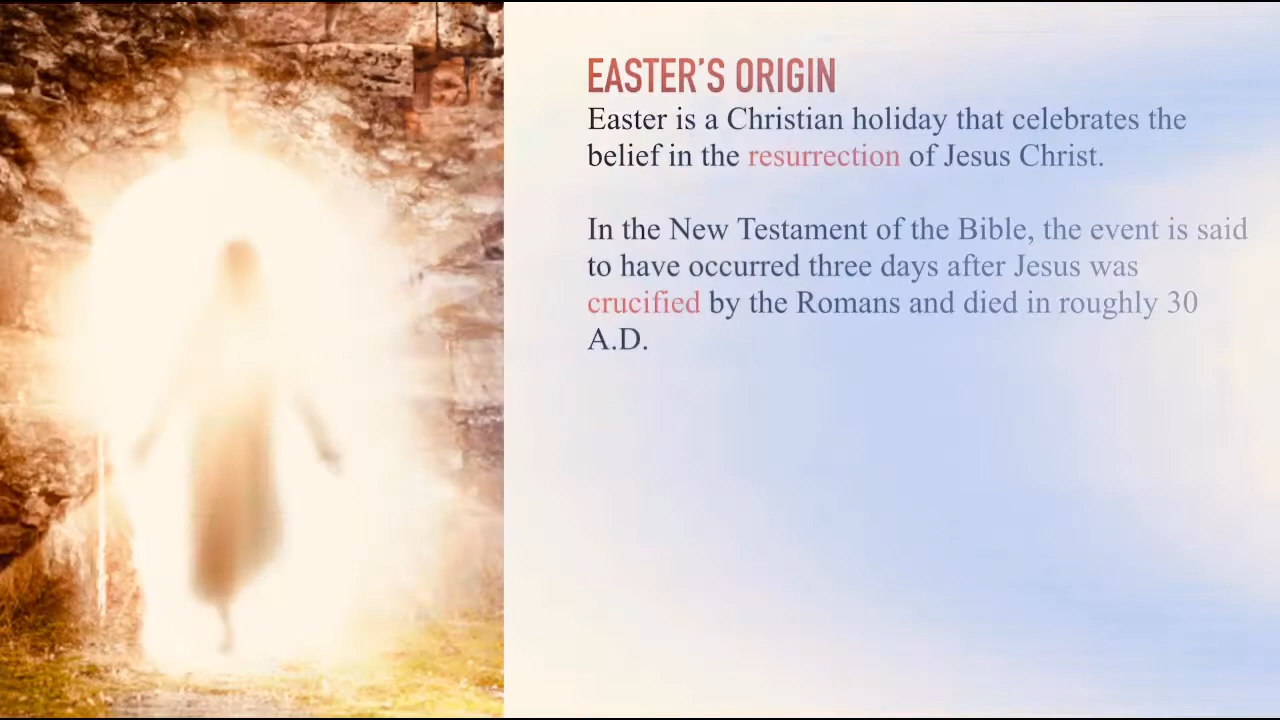 EASTER’S ORIGIN
Easter is a Christian holiday that celebrates the
belief in the resurrection of Jesus Christ.
In the New Testament of the Bible, the event is said
to have occurred three days after Jesus was
crucified by the Romans and died in roughly 30
A.D.